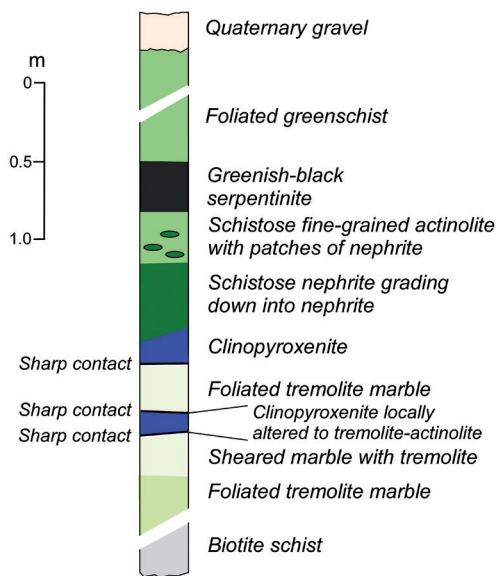 Quaternary gravel
m
0
Foliated greenschist
0.5
Greenish-black
serpentinite
Schistose fine-grained actinolite
with patches of nephrite
1.0
Schistose nephrite grading
down into nephrite
Clinopyroxenite
Sharp contact
Foliated tremolite marble
Sharp contact
Clinopyroxenite locally
altered to tremolite-actinolite
Sharp contact
Sheared marble with tremolite
Foliated tremolite marble
Biotite schist